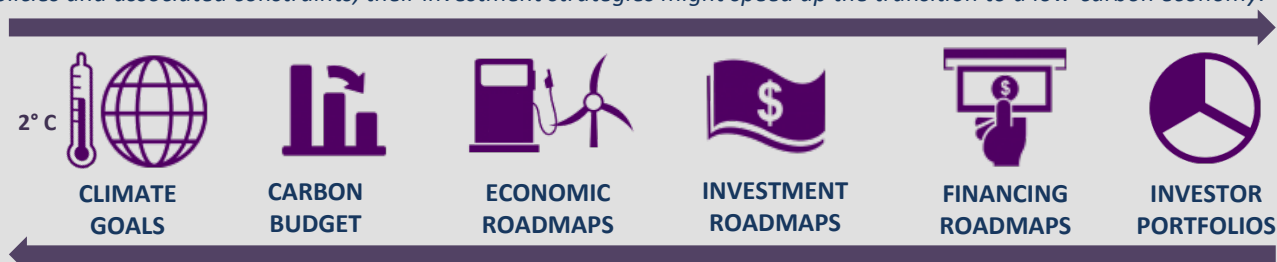 policies and associated constraints, their investment strategies might speed up the transition to a low-carbon economy.
2° C
CLIMATE
GOALS
CARBON
BUDGET
ECONOMIC
ROADMAPS
INVESTMENT
ROADMAPS
FINANCING
ROADMAPS
INVESTOR
PORTFOLIOS
$
$